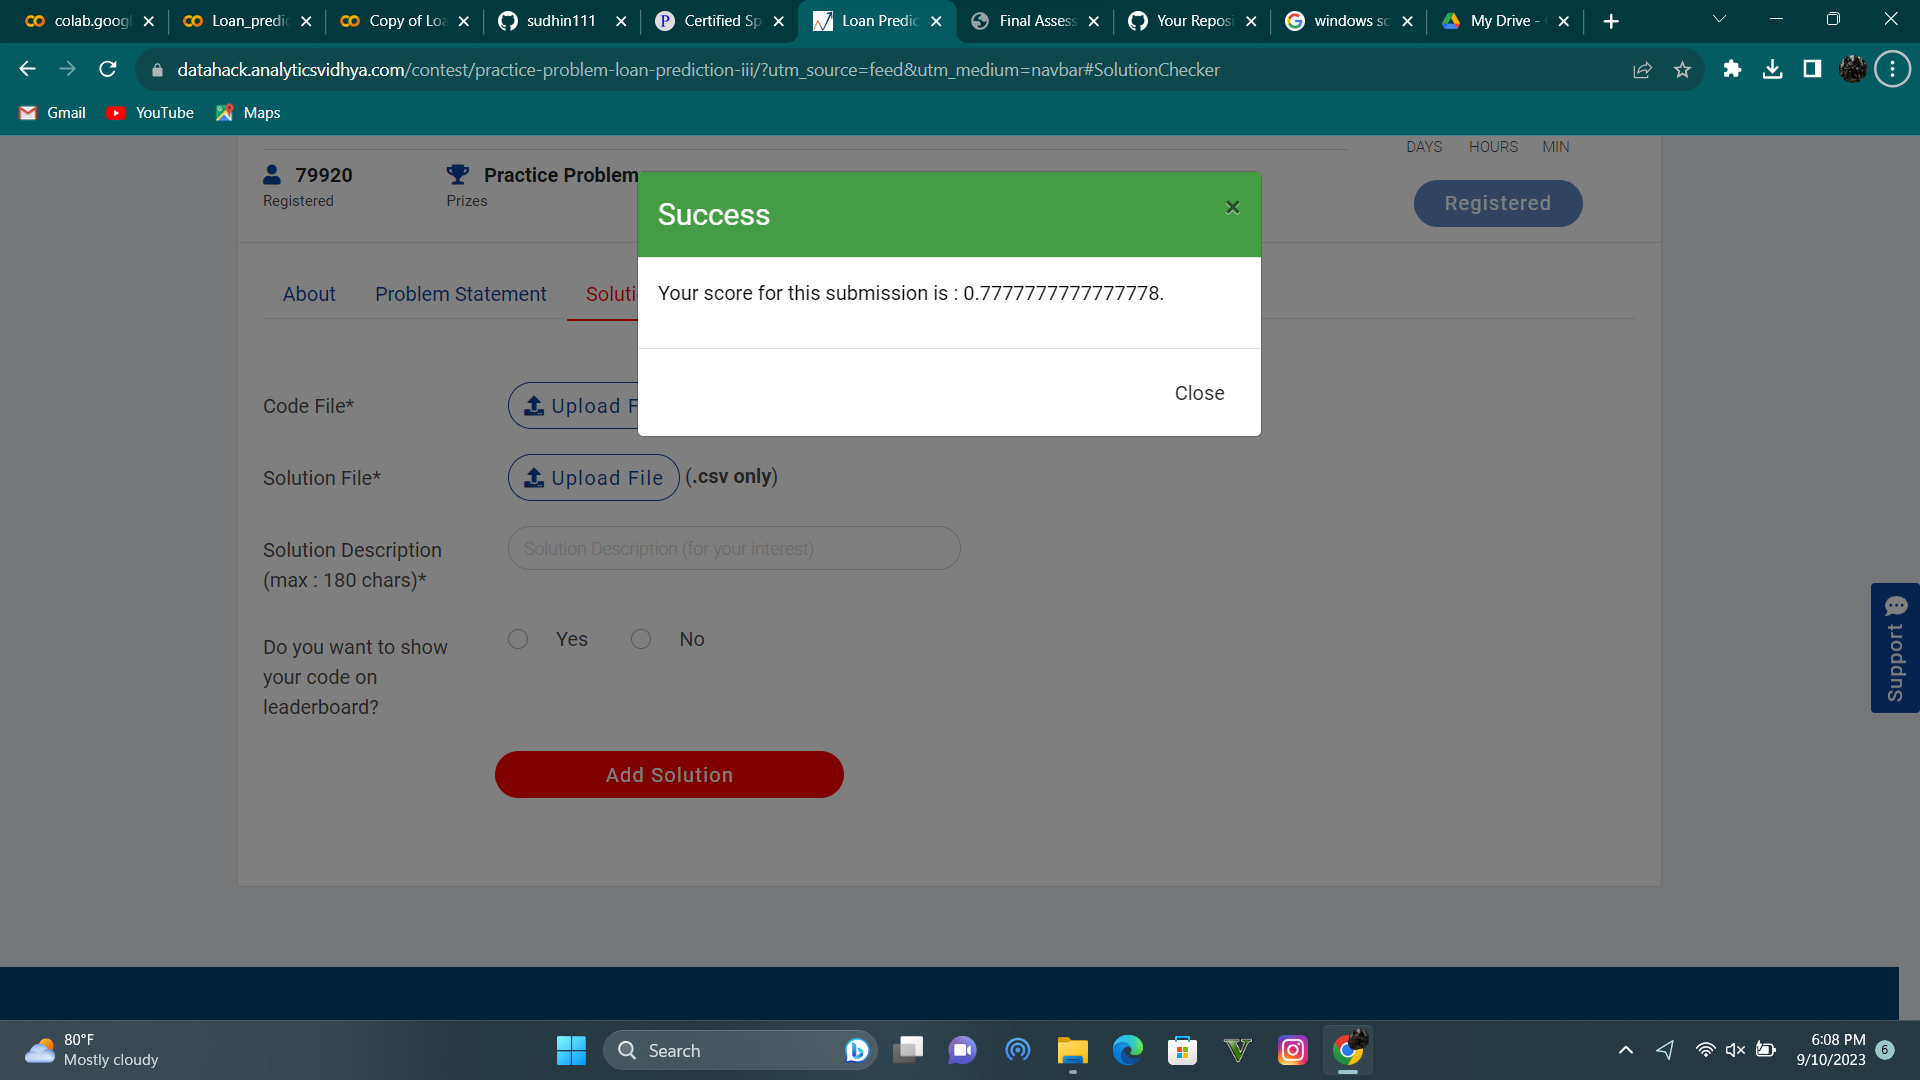 colab.googl
Loan_predic
Copy of Loa
sudhin111
Certified Sp
Loan Predic
Final Assess
Your Reposi
windows sc
My Drive -
datahack.analyticsvidhya.com/contest/practice-problem-loan-prediction-iii/?utm_source=feed&utm_medium=navbar#SolutionChecker
Gmail
YouTube
Maps
DAYS HOURS MIN
79920
Registered
Practice Problem
Prizes
Registered
Success
×
Your score for this submission is : 0.7777777777777778.
Close
About
Problem Statement
Soluti
Code File*
Upload F
Solution File*
Upload File
(.csv only)
Solution Description
(max : 180 chars)*
Solution Description (for your interest)
Do you want to show
your code on
leaderboard?
Yes
No
Add Solution
Support
80°F
Mostly cloudy
Search
6:08 PM
9/10/2023
6